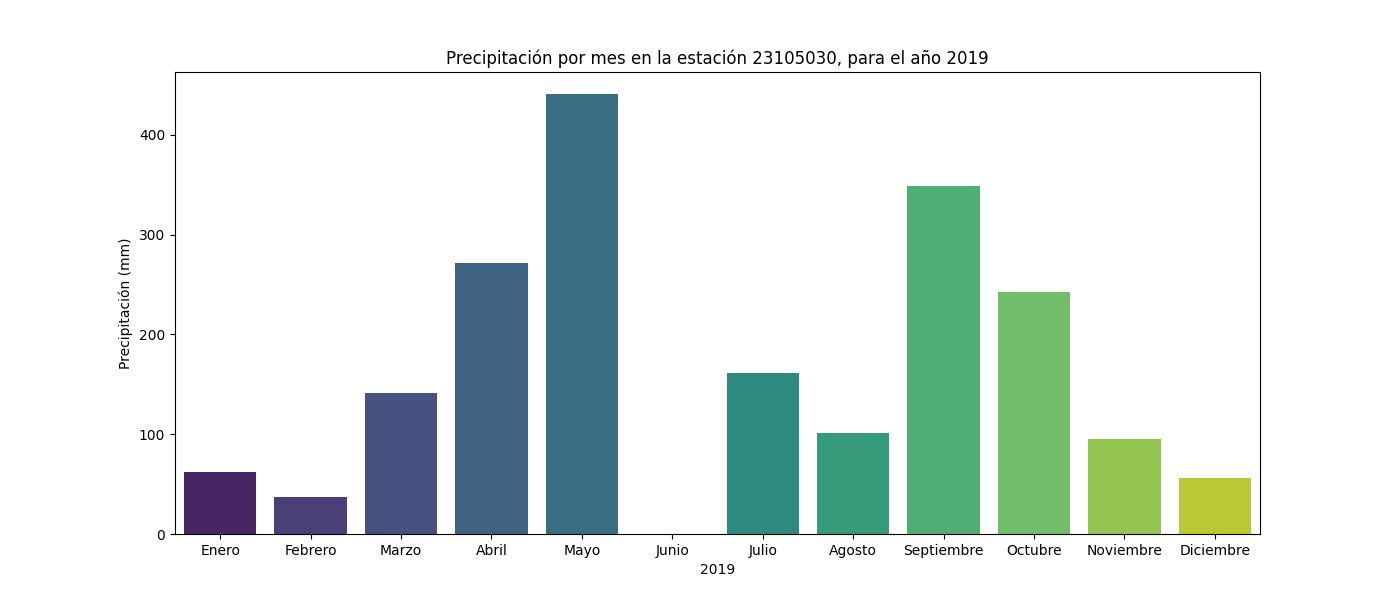 Precipitación por mes en la estación 23105030, para el año 2019
Precipitación (mm)
400
300
200
100
0
Enero Febrero Marzo Abril Mayo Junio Julio Agosto Septiembre Octubre Noviembre Diciembre
2019